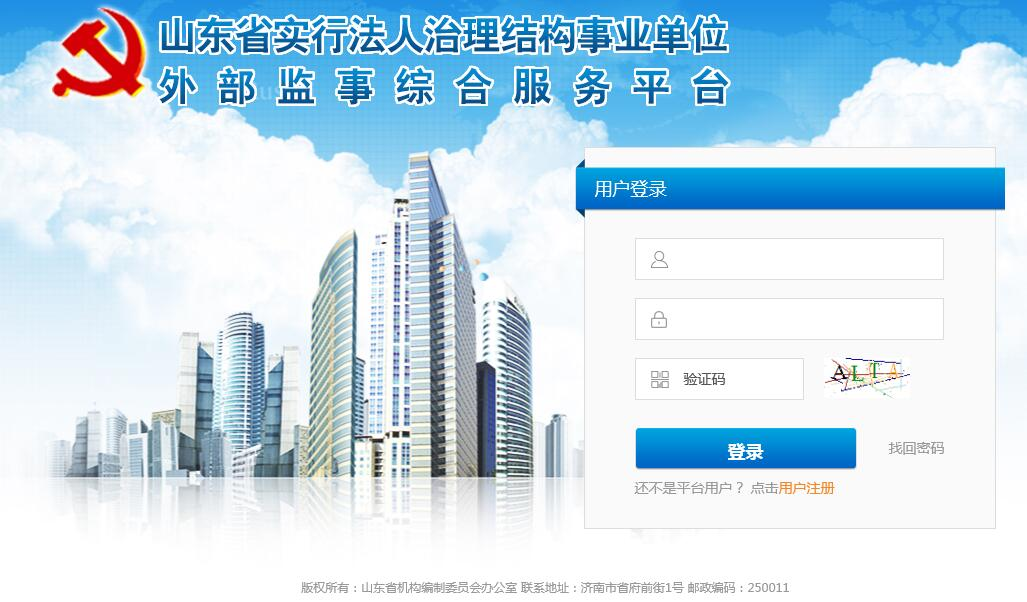 山东省实行法人治理结构事业单位
外部监事综合服务平台
用户登录
验证码
ALTA
登录
找回密码
还不是平台用户？点击用户注册
版权所有：山东省机构编制委员会办公室 联系地址：济南市省府前街1号 邮政编码：250011